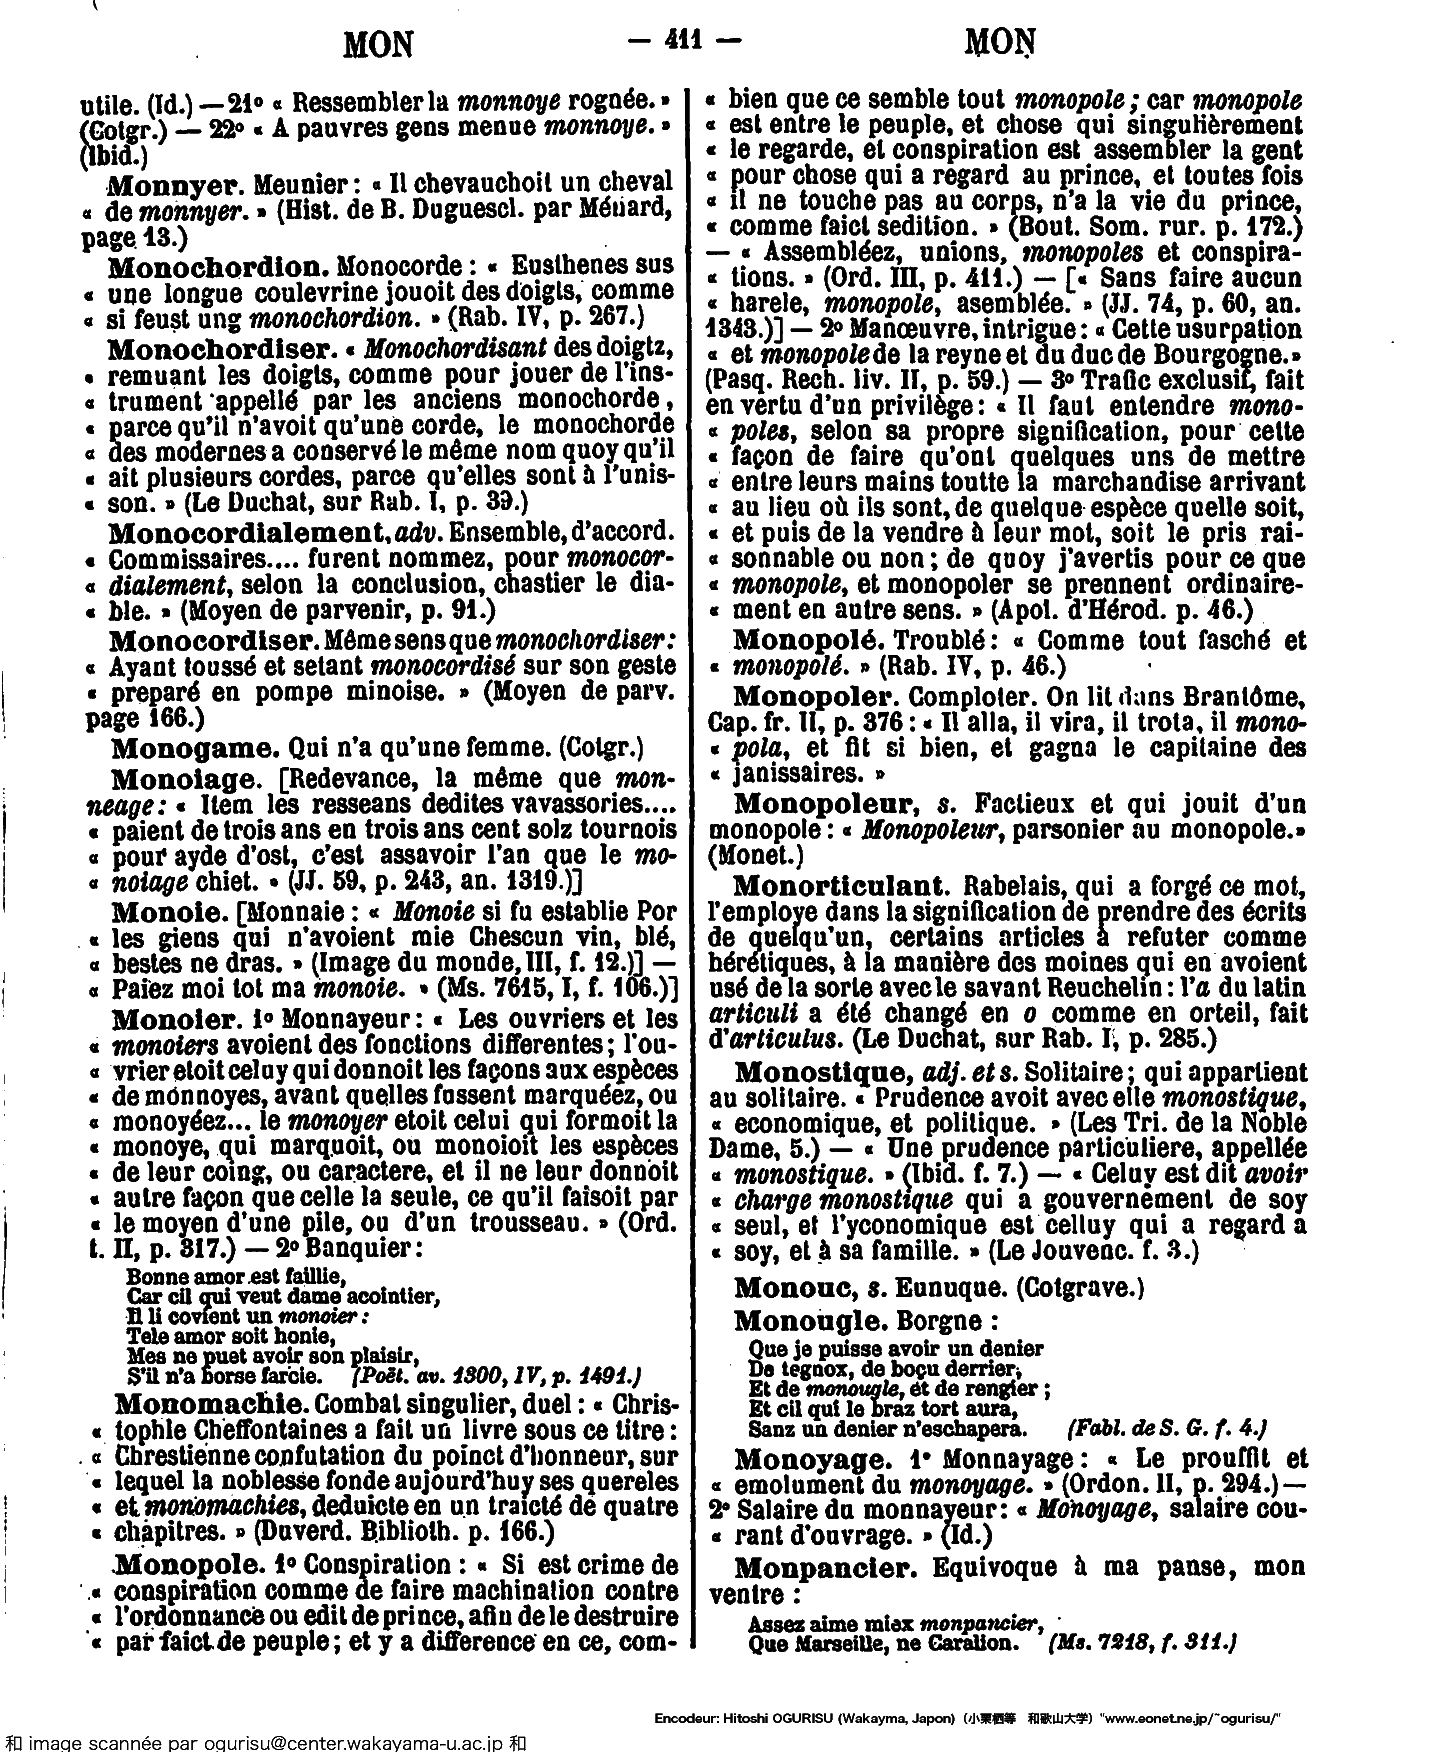 MON — 411 — MON
utile. (Id.) — 21º « Ressembler la monnoye rognée. »
(Cotgr.) — 22º « A pauvres gens menue monnoye. »
(Ibid.)
Monnyer. Meunier : « Il chevauchoit un cheval
« de monnyer. » (Hist. de B. Duguescl. par Ménard,
page 13.)
Monochordion. Monocorde : « Eusthenes sus
« une longue coulevrine jouoit des doigts, comme
« si feust ung monochordion. » (Rab. IV, p. 267.)
Monochordiser. « Monochordisant des doigtz,
« remuant les doigts, comme pour jouer de l'ins-
« trument appellé par les anciens monochorde,
« parce qu'il n'avoit qu'une corde, le monochorde
« des modernes a conservé le même nom quoy qu'il
« ait plusieurs cordes, parce qu'elles sont à l'unis-
« son. » (Le Duchat, sur Rab. I, p. 39.)
Monocordialement, adv. Ensemble, d'accord.
« Commissaires.... furent nommez, pour monocor-
« dialement, selon la conclusion, chastier le dia-
« ble. » (Moyen de parvenir, p. 91.)
Monocordiser. Même sens que monochordiser :
« Ayant toussé et setant monocordisé sur son geste
« preparé en pompe minoise. » (Moyen de parv.
page 166.)
Monogame. Qui n'a qu'une femme. (Cotgr.)
Monoiage. [Redevance, la même que mon-
neage : « Item les resseans dedites vavassories....
« paient de trois ans en trois ans cent solz tournois
« pour ayde d'ost, c'est assavoir l'an que le mo-
« noiage chiet. » (JJ. 59, p. 243, an. 1319.)]
Monoie. [Monnaie : « Monoie si fu establie Por
« les giens qui n'avoient mie Chescun vin, blé,
« bestes ne dras. » (Image du monde, III, f. 12.)] —
« Paiez moi tot ma monoie. » (Ms. 7615, I, f. 106.)]
Monoier. 1º Monnayeur : « Les ouvriers et les
« monoiers avoient des fonctions differentes ; l'ou-
« vrier etoit celuy qui donnoit les façons aux espèces
« de monnoyes, avant quelles fussent marquéez, ou
« monoyéez... le monoyer etoit celui qui formoit la
« monoye, qui marquoit, ou monoioit les espèces
« de leur coing, ou caractere, et il ne leur donnoit
« autre façon que celle la seule, ce qu'il faisoit par
« le moyen d'une pile, ou d'un trousseau. » (Ord.
t. II, p. 317.) — 2º Banquier :
Bonne amor est faillie,
Car cil qui veut dame acointier,
Il li covient un monoier :
Tele amor soit honie,
Mes ne puet avoir son plaisir,
S'il n'a borse farcie. (Poët. av. 1300, IV, p. 1491.)
Monomachie. Combat singulier, duel : « Chris-
« tophle Cheffontaines a fait un livre sous ce titre :
« Chrestienne confutation du poinct d'honneur, sur
« lequel la noblesse fonde aujourd'huy ses quereles
« et monomachies, deduicte en un traicté de quatre
« chapitres. » (Duverd. Biblioth. p. 166.)
Monopole. 1º Conspiration : « Si est crime de
« conspiration comme de faire machination contre
« l'ordonnance ou edit de prince, afin de le destruire
« par faict de peuple ; et y a difference en ce, com-
« bien que ce semble tout monopole ; car monopole
« est entre le peuple, et chose qui singulièrement
« le regarde, et conspiration est assembler la gent
« pour chose qui a regard au prince, et toutes fois
« il ne touche pas au corps, n'a la vie du prince,
« comme faict sedition. » (Bout. Som. rur. p. 172.)
— « Assembléez, unions, monopoles et conspira-
« tions. » (Ord. III, p. 411.) — [« Sans faire aucun
« harele, monopole, asemblée. » (JJ. 74, p. 60, an.
1343.)] — 2º Manœuvre, intrigue : « Cette usurpation
« et monopole de la reyne et du duc de Bourgogne. »
(Pasq. Rech. liv. II, p. 59.) — 3º Trafic exclusif, fait
en vertu d'un privilège : « Il faut entendre mono-
« poles, selon sa propre signification, pour cette
« façon de faire qu'ont quelques uns de mettre
« entre leurs mains toutte la marchandise arrivant
« au lieu où ils sont, de quelque espèce quelle soit,
« et puis de la vendre à leur mot, soit le pris rai-
« sonnable ou non ; de quoy j'avertis pour ce que
« monopole, et monopoler se prennent ordinaire-
« ment en autre sens. » (Apol. d'Hérod. p. 46.)
Monopolé. Troublé : « Comme tout fasché et
« monopolé. » (Rab. IV, p. 46.)
Monopoler. Comploter. On lit dans Brantôme,
Cap. fr. II, p. 376 : « Il alla, il vira, il trota, il mono-
« pola, et fit si bien, et gagna le capitaine des
« janissaires. »
Monopoleur, s. Factieux et qui jouit d'un
monopole : « Monopoleur, parsonier au monopole. »
(Monet.)
Monorticulant. Rabelais, qui a forgé ce mot,
l'employe dans la signification de prendre des écrits
de quelqu'un, certains articles à refuter comme
hérétiques, à la manière des moines qui en avoient
usé de la sorte avec le savant Reuchelin : l'a du latin
articuli a été changé en o comme en orteil, fait
d'articulus. (Le Duchat, sur Rab. I, p. 285.)
Monostique, adj. et s. Solitaire ; qui appartient
au solitaire. « Prudence avoit avec elle monostique,
« economique, et politique. » (Les Tri. de la Noble
Dame, 5.) — « Une prudence particuliere, appellée
« monostique. » (Ibid. f. 7.) — « Celuy est dit avoir
« charge monostique qui a gouvernement de soy
« seul, et l'yconomique est celluy qui a regard a
« soy, et à sa famille. » (Le Jouvenc. f. 3.)
Monouc, s. Eunuque. (Cotgrave.)
Monougle. Borgne :
Que je puisse avoir un denier
De tegnox, de boçu derrier,
Et de monougle, et de rengier ;
Et cil qui le braz tort aura,
Sanz un denier n'eschapera. (Fabl. de S. G. f. 4.)
Monoyage. 1º Monnayage : « Le prouffit et
« emolument du monoyage. » (Ordon. II, p. 294.) —
2º Salaire du monnayeur : « Monoyage, salaire cou-
« rant d'ouvrage. » (Id.)
Monpancier. Equivoque à ma panse, mon
ventre :
Assez aime miex monpancier,
Que Marseille, ne Caralion. (Ms. 7218, f. 311.)
Encodeur: Hitoshi OGURISU (Wakayma, Japon) (小栗栖等 和歌山大学) "www.eonet.ne.jp/~ogurisu/"
和 image scannée par ogurisu@center.wakayama-u.ac.jp 和